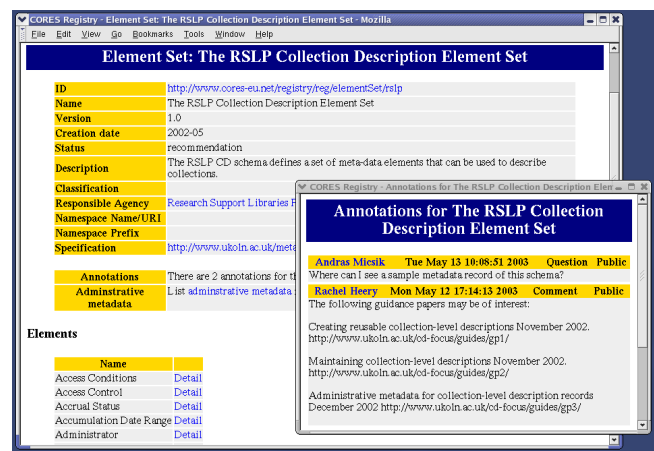 CORES Registry - Element Set: The RSLP Collection Description Element Set - Mozilla
File Edit View Go Bookmarks Tools Window Help
Element Set: The RSLP Collection Description Element Set
ID http://www.cores-eu.net/registry/reg/elementSet/rslp
Name The RSLP Collection Description Element Set
Version 1.0
Creation date 2002-05
Status recommendation
Description The RSLP CD schema defines a set of meta-data elements that can be used to describe
collections.
Classification
Responsible Agency Research Support Libraries
Namespace Name/URI
Namespace Prefix
Specification http://www.ukoln.ac.uk/meta
Annotations There are 2 annotations for
Adminstrative
metadata
List adminstrative metadata
Elements
Name
Access Conditions Detail
Access Control Detail
Accrual Status Detail
Accumulation Date Range Detail
Administrator Detail
CORES Registry - Annotations for The RSLP Collection Description
Annotations for The RSLP Collection
Description Element Set
Andras Micsik Tue May 13 10:08:51 2003 Question Public
Where can I see a sample metadata record of this schema?
Rachel Heery Mon May 12 17:14:13 2003 Comment Public
The following guidance papers may be of interest:
Creating reusable collection-level descriptions November 2002.
http://www.ukoln.ac.uk/cd-focus/guides/gp1/
Maintaining collection-level descriptions November 2002.
http://www.ukoln.ac.uk/cd-focus/guides/gp2/
Administrative metadata for collection-level description records
December 2002 http://www.ukoln.ac.uk/cd-focus/guides/gp3/